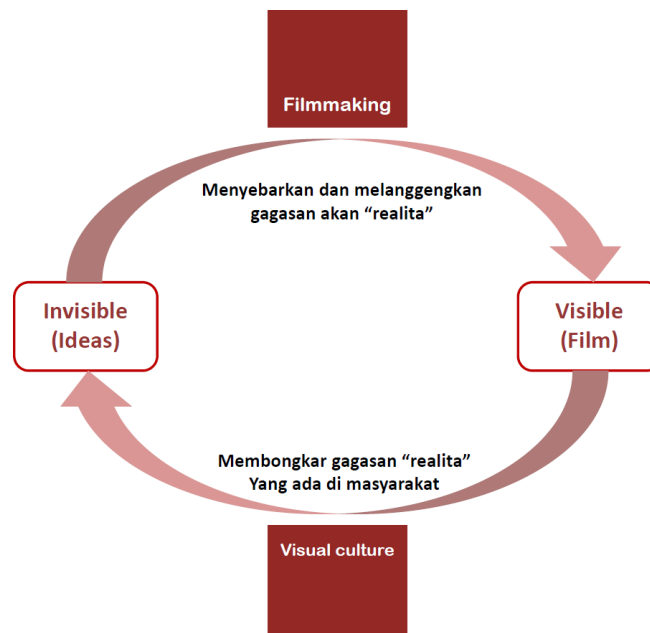 Filmmaking
Menyebarkan dan melanggengkan
gagasan akan “realita”
Invisible
(Ideas)
Visible
(Film)
Membongkar gagasan “realita”
Yang ada di masyarakat
Visual culture